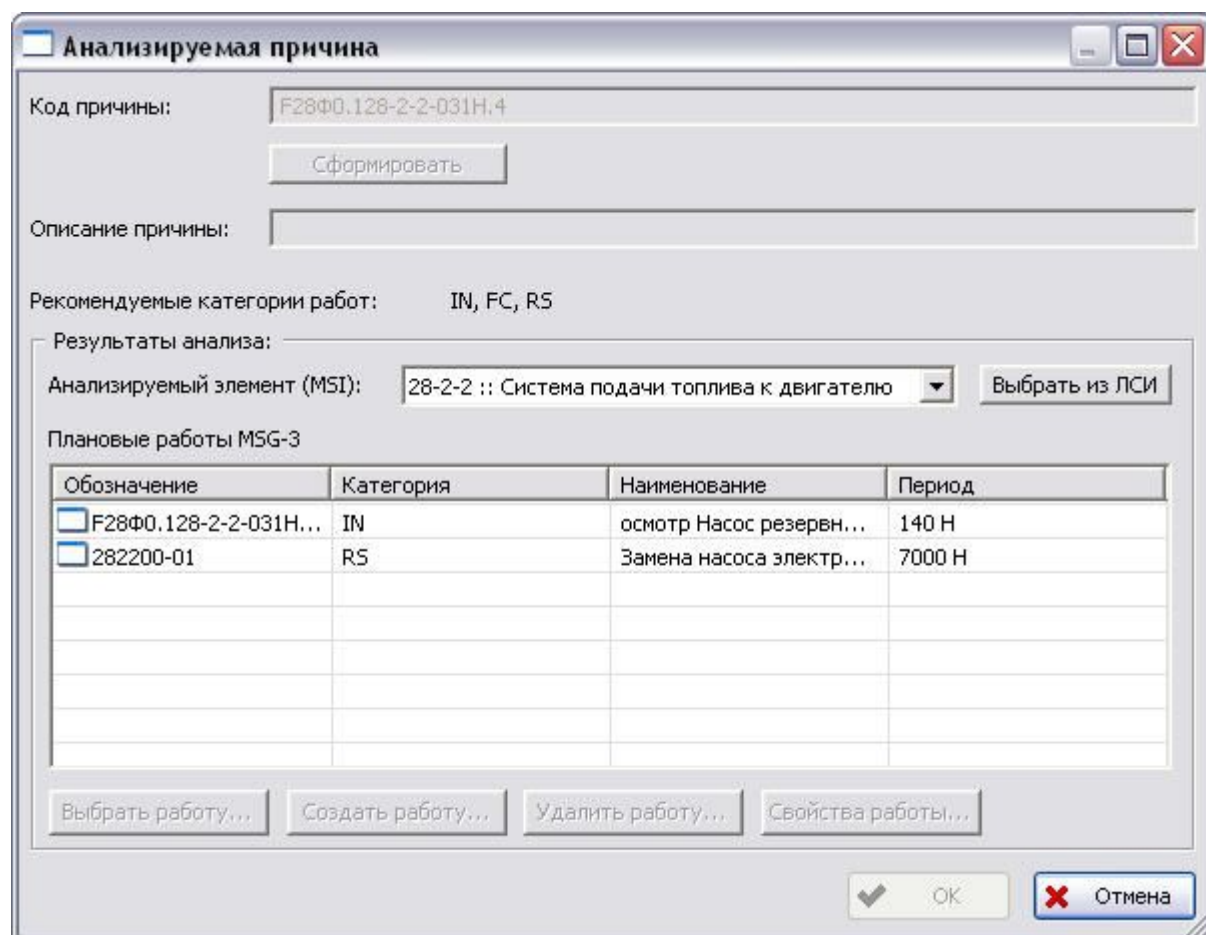 Анализируемая причина
Код причины: F28Ф0.128-2-2-031H.4
Сформировать
Описание причины:
Рекомендуемые категории работ: IN, FC, RS
Результаты анализа:
Анализируемый элемент (MSI): 28-2-2 :: Система подачи топлива к двигателю Выбрать из ЛСИ
Плановые работы MSG-3
Обозначение Категория Наименование Период
F28Ф0.128-2-2-031H... IN осмотр Насос резервн... 140 H
282200-01 RS Замена насоса электр... 7000 H
Выбрать работу... Создать работу... Удалить работу... Свойства работы...
OK Отмена